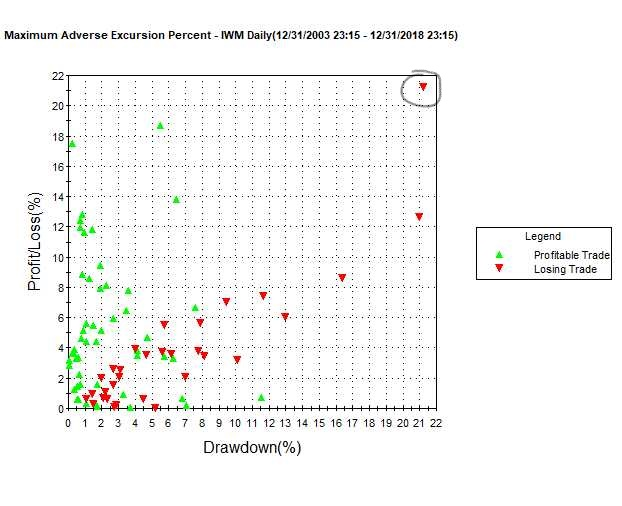 Maximum Adverse Excursion Percent - IWM Daily(12/31/2003 23:15 - 12/31/2018 23:15)
22
20
18
16
14
12
10
8
6
4
2
0
Profit/Loss(%)
0 1 2 3 4 5 6 7 8 9 10 11 12 13 14 15 16 17 18 19 20 21 22
Drawdown(%)
Legend
Profitable Trade
Losing Trade